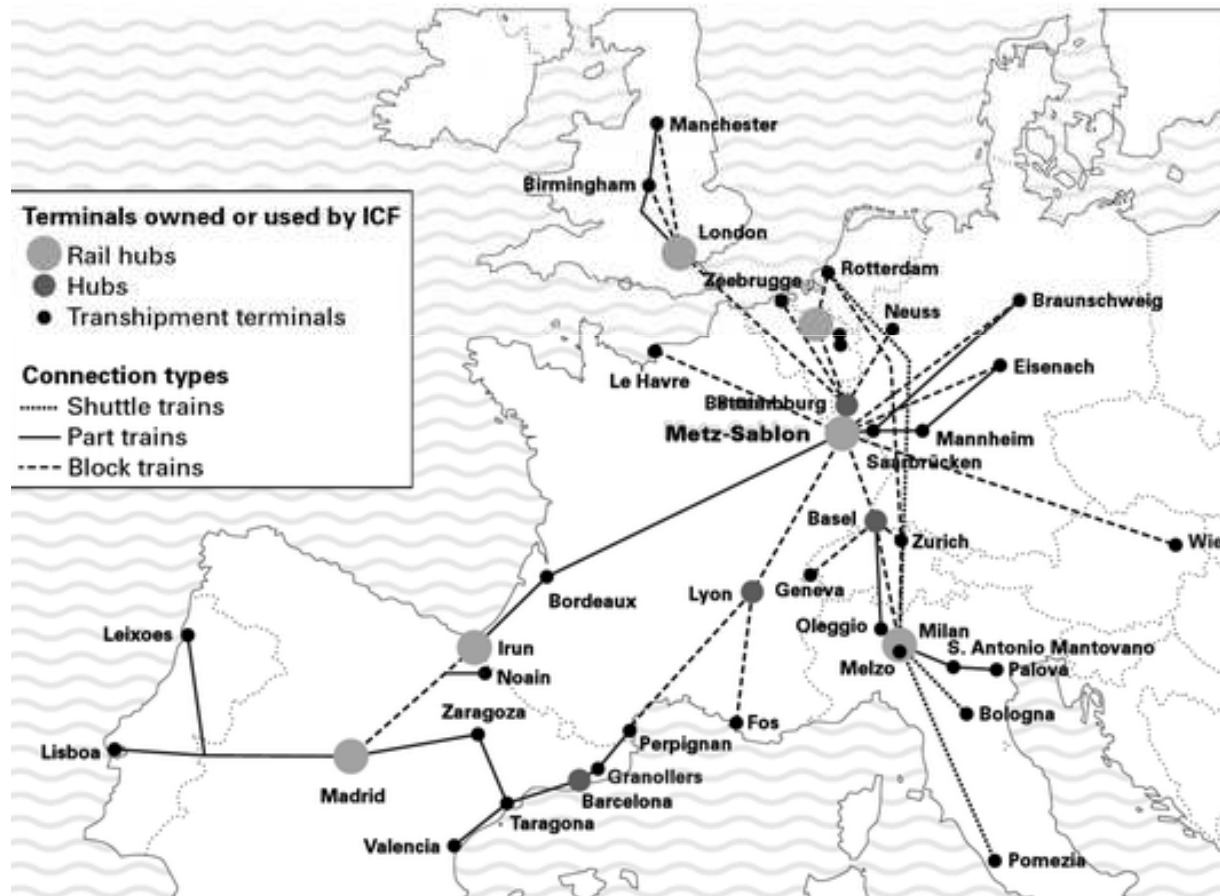 Manchester
Birmingham
Terminals owned or used by ICF
Rail hubs
Hubs
Transhipment terminals
Connection types
Shuttle trains
Part trains
Block trains
London
Zeebrugge
Rotterdam
Neuss
Braunschweig
Le Havre
Eisenach
Metz-Sablon
Mannheim
Saarbrücken
Basel
Zurich
Wie
Geneva
Lyon
Bordeaux
Leixoes
Irun
Noain
Oleggio
Milan
S. Antonio Mantovano
Melzo
Palova
Bologna
Zaragoza
Fos
Perpignan
Lisboa
Granollers
Madrid
Barcelona
Taragona
Valencia
Pomezia